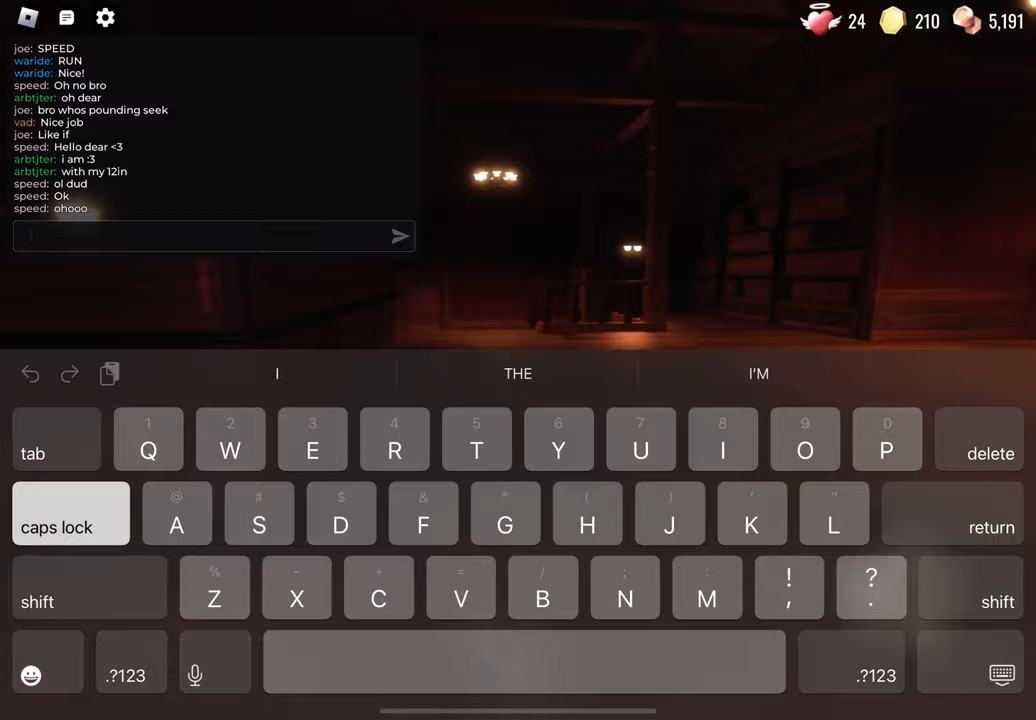 24 210 5,191
joe: SPEED
waride: RUN
waride: Nice!
speed: Oh no bro
arbtjter: oh dear
joe: bro whos pounding seek
vad: Nice job
joe: Like if
speed: Hello dear <3
arbtjter: i am :3
arbtjter: with my 12in
speed: ol dud
speed: Ok
speed: ohooo
I THE I'M
1 2 3 4 5 6 7 8 9 0
tab Q W E R T Y U I O P delete
@ # $ & * ( ) ' "
caps lock A S D F G H J K L return
% - + = / ; : ! ?
shift Z X C V B N M , . shift
.?123 .?123